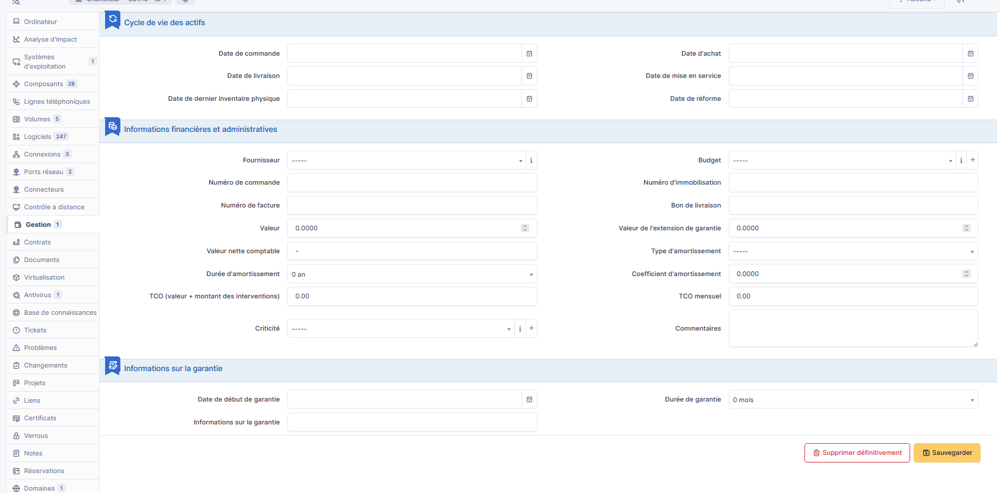 Ordinateur
Analyse d'impact
Systèmes
d'exploitation 1
Composants 28
Lignes téléphoniques
Volumes 5
Logiciels 247
Connexions 3
Ports réseau 2
Connecteurs
Contrôle à distance
Gestion 1
Contrats
Documents
Virtualisation
Antivirus 1
Base de connaissances
Tickets
Problèmes
Changements
Projets
Liens
Certificats
Verrous
Notes
Réservations
Domaines 1
Cycle de vie des actifs
Date de commande
Date d'achat
Date de livraison
Date de mise en service
Date de dernier inventaire physique
Date de réforme
Informations financières et administratives
Fournisseur -----
Budget -----
Numéro de commande
Numéro d'immobilisation
Numéro de facture
Bon de livraison
Valeur 0.0000
Valeur de l'extension de garantie 0.0000
Valeur nette comptable -
Type d'amortissement -----
Durée d'amortissement 0 an
Coefficient d'amortissement 0.0000
TCO (valeur + montant des interventions) 0.00
TCO mensuel 0.00
Criticité -----
Commentaires
Informations sur la garantie
Date de début de garantie
Durée de garantie 0 mois
Informations sur la garantie
Supprimer définitivement
Sauvegarder